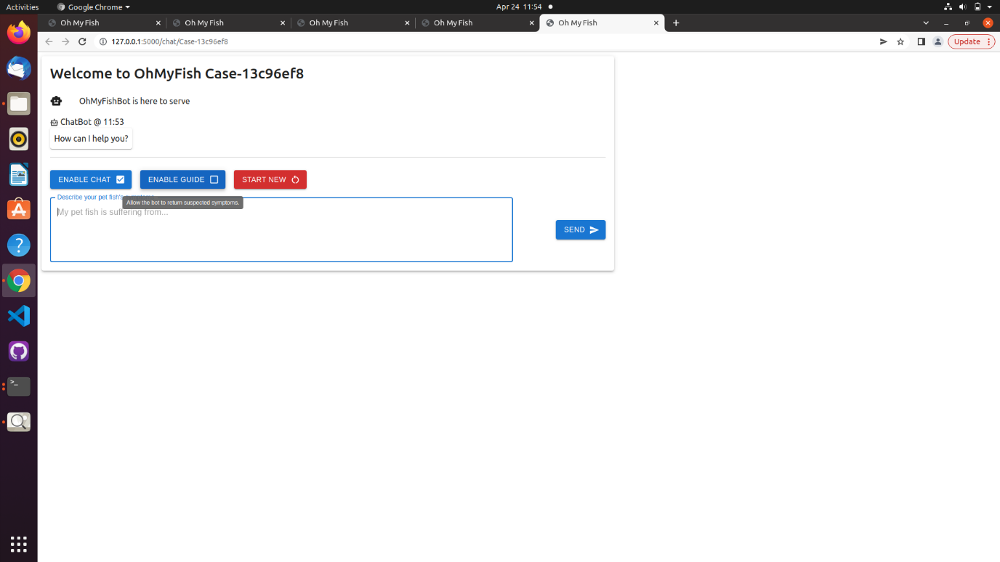 Activities
Google Chrome
Apr 24 11:54
Oh My Fish
Oh My Fish
Oh My Fish
Oh My Fish
Oh My Fish
127.0.0.1:5000/chat/Case-13c96ef8
Update
Welcome to OhMyFish Case-13c96ef8
OhMyFishBot is here to serve
ChatBot @ 11:53
How can I help you?
ENABLE CHAT
ENABLE GUIDE
START NEW
Describe your pet fish's symptoms
Allow the bot to return suspected symptoms.
My pet fish is suffering from...
SEND